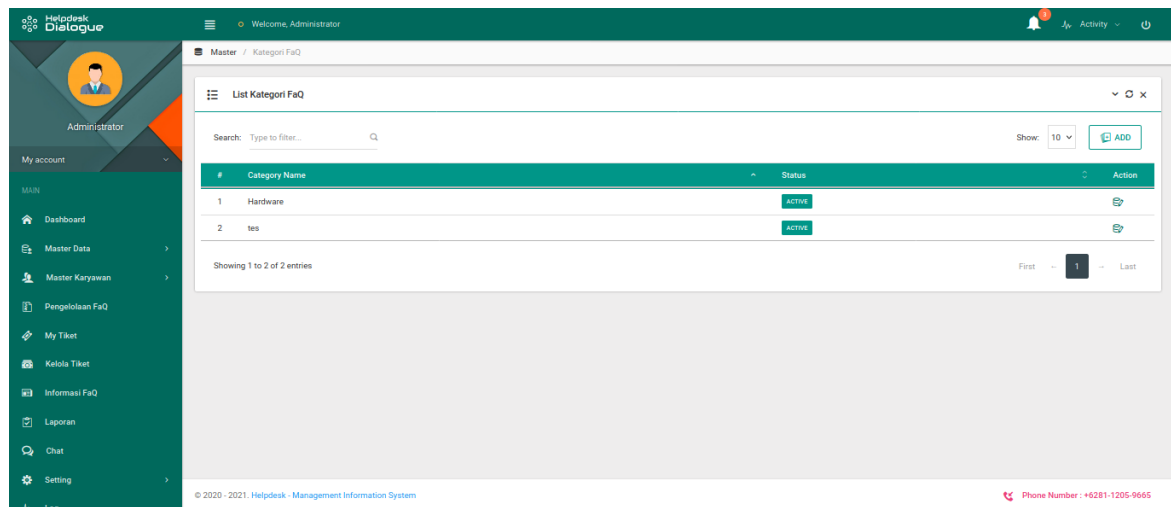 Helpdesk
Dialogue
Welcome, Administrator
3
Activity
Administrator
My account
MAIN
Dashboard
Master Data
Master Karyawan
Pengelolaan FaQ
My Tiket
Kelola Tiket
Informasi FaQ
Laporan
Chat
Setting
Master / Kategori FaQ
List Kategori FaQ
Search: Type to filter...
Show: 10 ADD
# Category Name Status Action
1 Hardware ACTIVE
2 tes ACTIVE
Showing 1 to 2 of 2 entries
First ← 1 → Last
© 2020 - 2021. Helpdesk - Management Information System
Phone Number : +6281-1205-9665